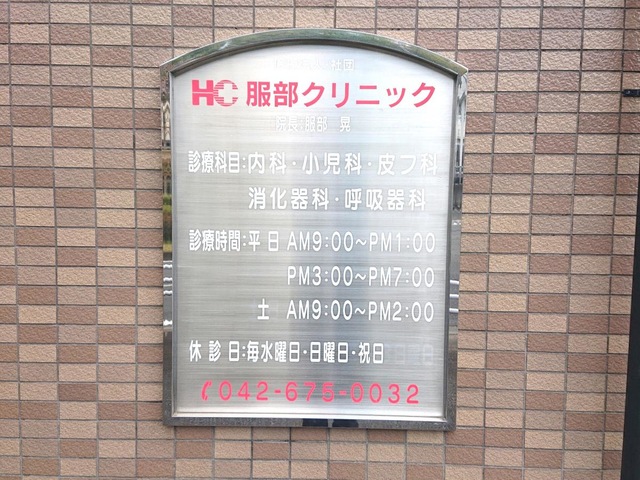 社団
HC 服部クリニック
院長:服部 晃
診療科目:内科・小児科・皮フ科
消化器科・呼吸器科
診療時間:平日 AM9:00～PM1:00
PM3:00～PM7:00
土 AM9:00～PM2:00
休診日:毎水曜日・日曜日・祝日
042-675-0032